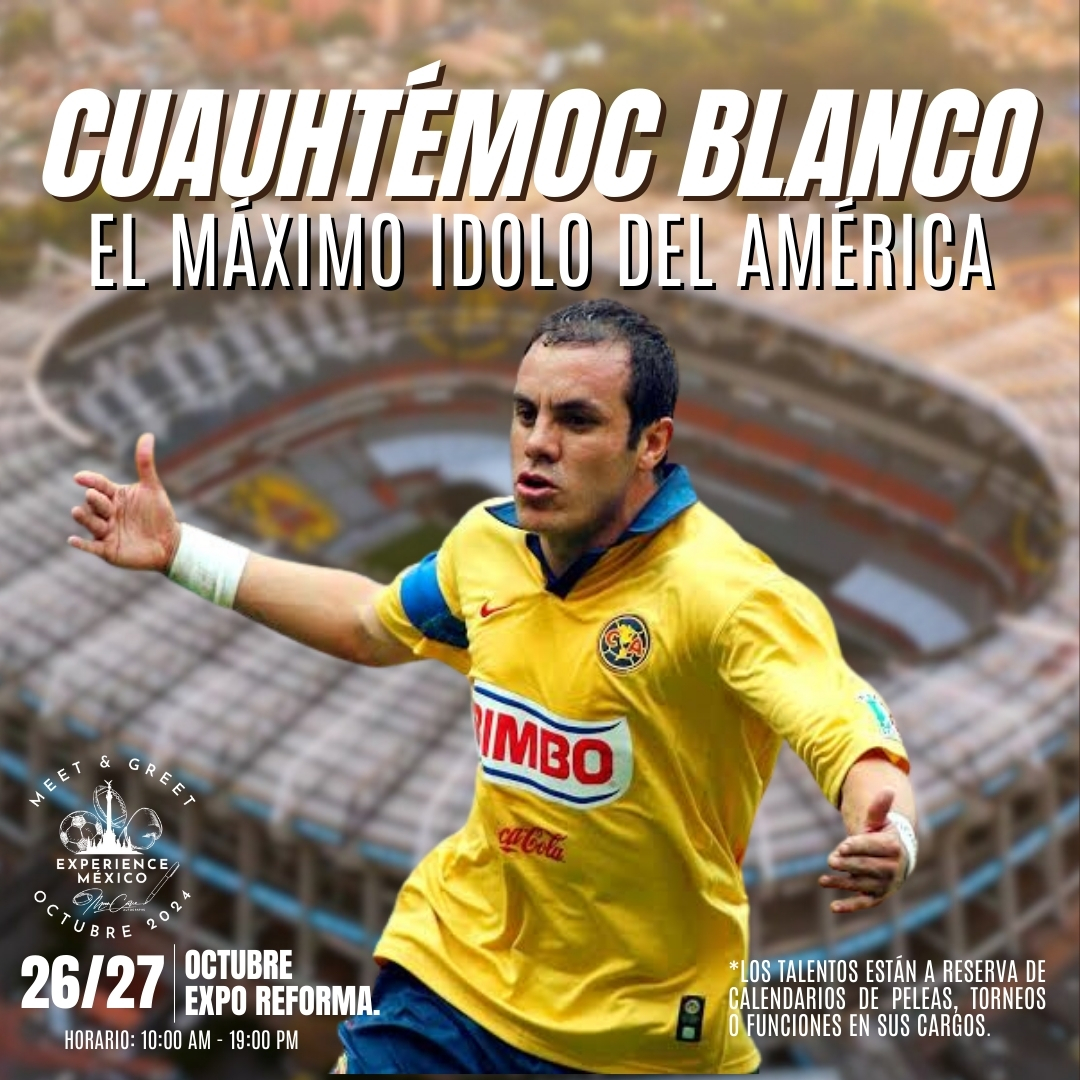 CUAUHTÉMOC BLANCO
EL MÁXIMO IDOLO DEL AMÉRICA
CA
BIMBO
Coca-Cola
MEET & GREET
EXPERIENCE
MÉXICO
OCTUBRE 2024
26/27
OCTUBRE
EXPO REFORMA.
HORARIO: 10:00 AM - 19:00 PM
*LOS TALENTOS ESTÁN A RESERVA DE
CALENDARIOS DE PELEAS, TORNEOS
O FUNCIONES EN SUS CARGOS.